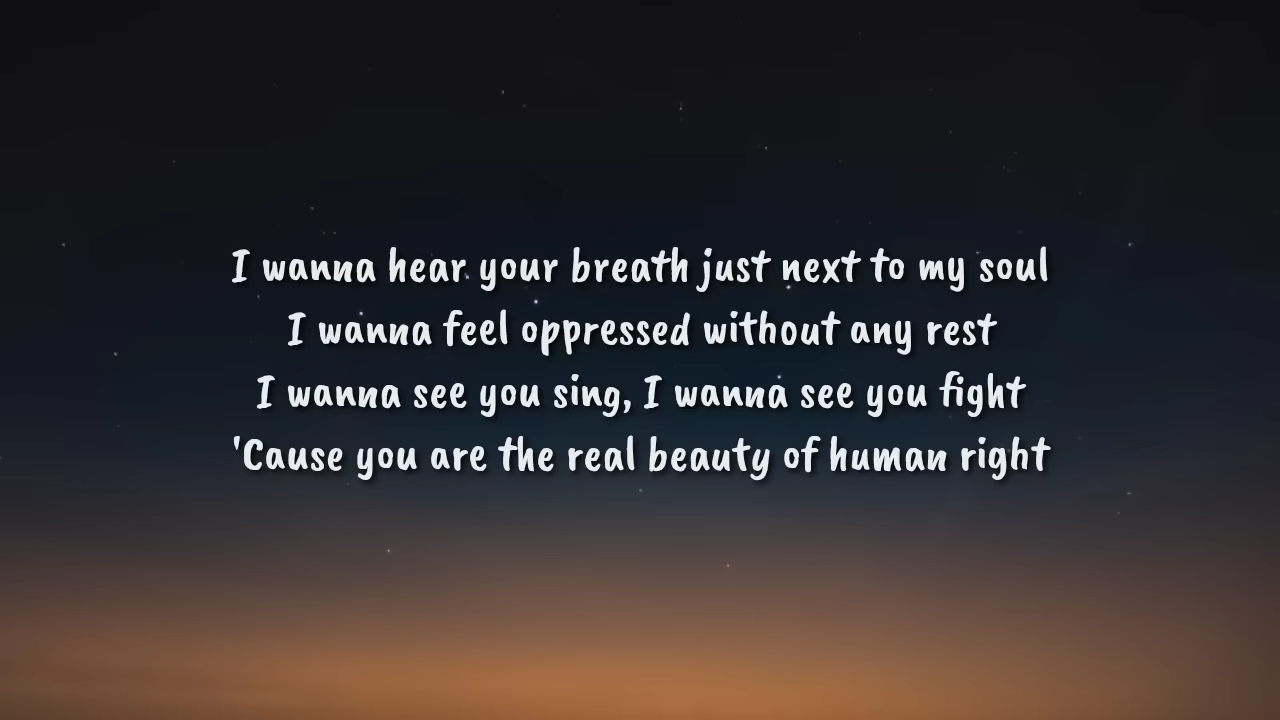 I wanna hear your breath just next to my soul
I wanna feel oppressed without any rest
I wanna see you sing, I wanna see you fight
'Cause you are the real beauty of human right